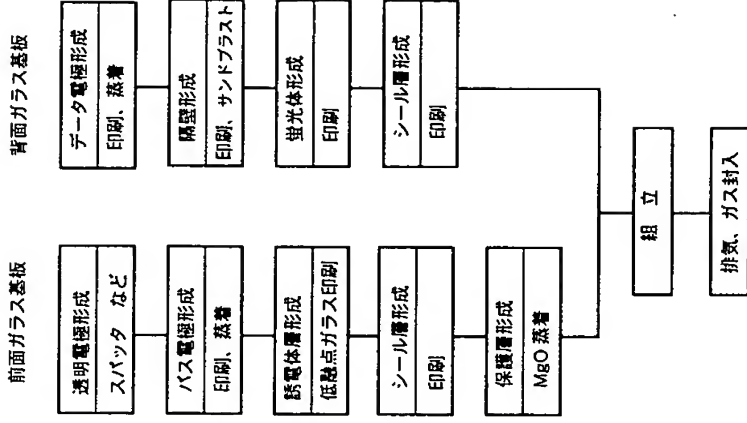 前面ガラス基板
透明電極形成
スパッタ など
バス電極形成
印刷、蒸着
誘電体層形成
低融点ガラス印刷
シール層形成
印刷
保護層形成
MgO 蒸着
背面ガラス基板
データ電極形成
印刷、蒸着
隔壁形成
印刷、サンドブラスト
蛍光体形成
印刷
シール層形成
印刷
組 立
排気、ガス封入